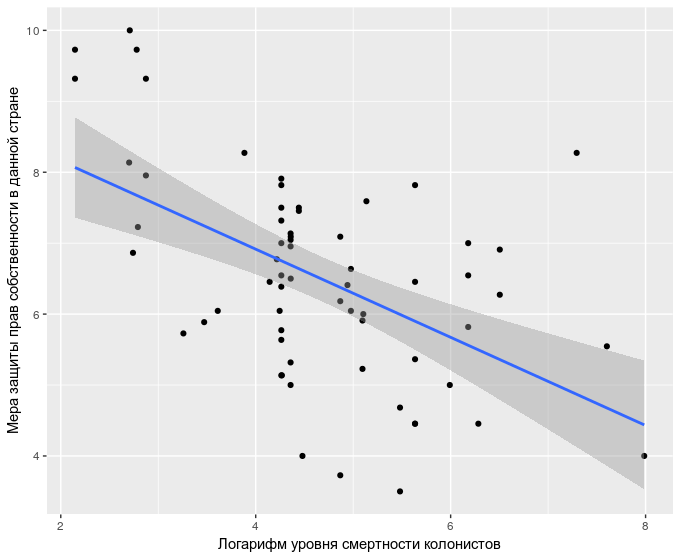 Мера защиты прав собственности в данной стране
10
8
6
4
2 4 6 8
Логарифм уровня смертности колонистов